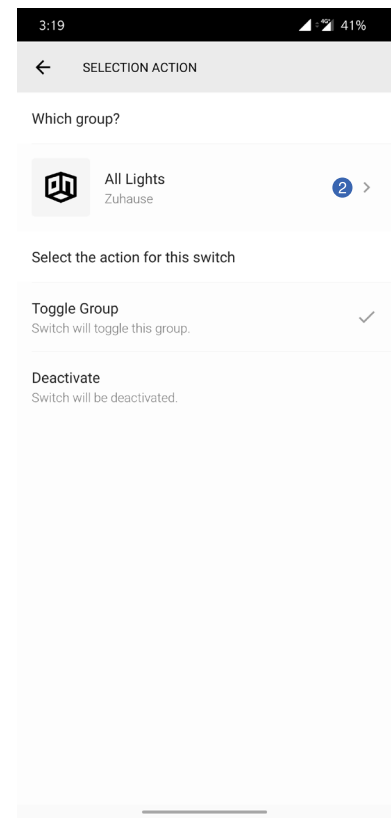 3:19
4G
41%
SELECTION ACTION
Which group?
All Lights
2
Zuhause
Select the action for this switch
Toggle Group
Switch will toggle this group.
Deactivate
Switch will be deactivated.